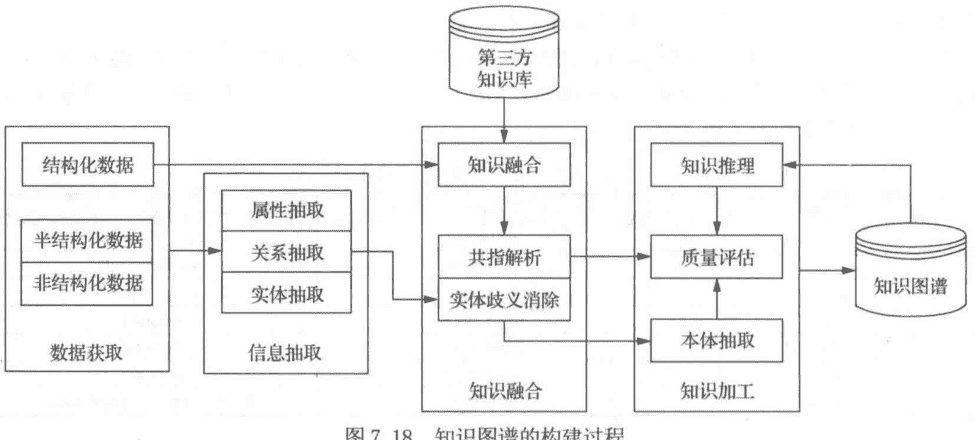 第三方
知识库
结构化数据
知识融合
知识推理
属性抽取
半结构化数据
关系抽取
共指解析
质量评估
非结构化数据
实体抽取
实体歧义消除
知识图谱
本体抽取
数据获取
信息抽取
知识融合
知识加工
图 7.18 知识图谱的构建过程